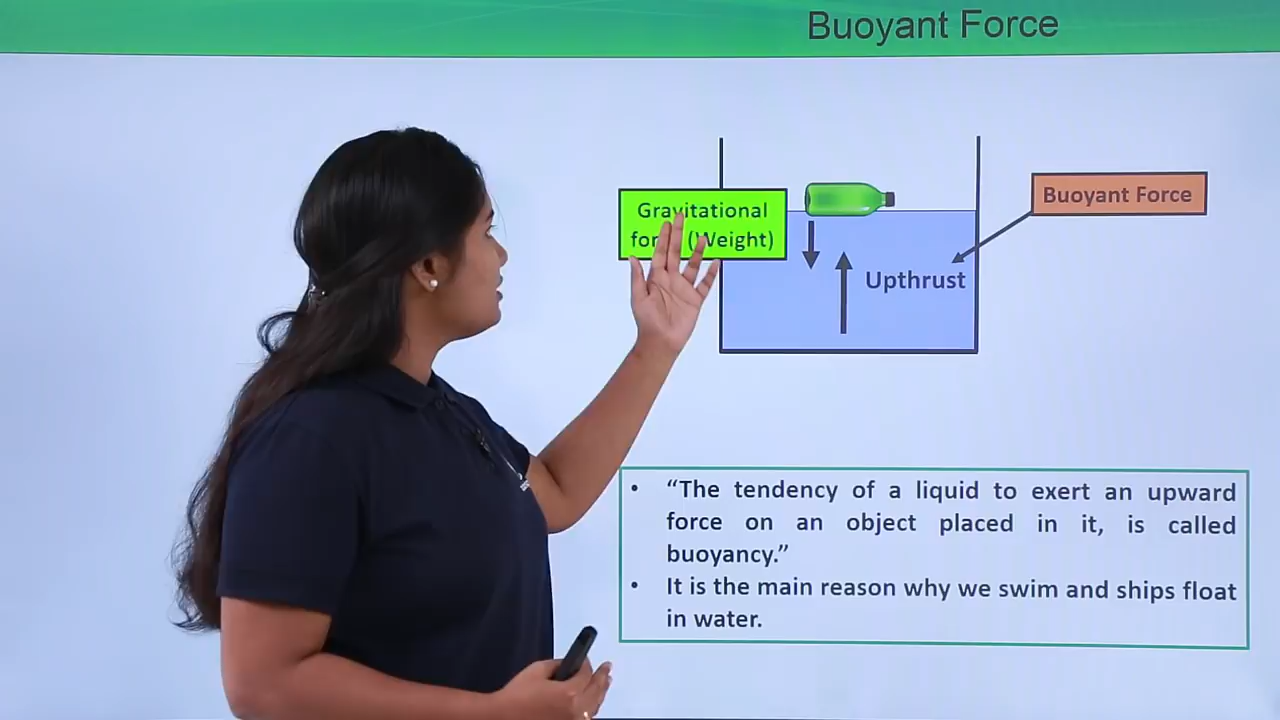 Buoyant Force
Gravitational
(Weight)
Buoyant Force
Upthrust
• “The tendency of a liquid to exert an upward
force on an object placed in it, is called
buoyancy.”
• It is the main reason why we swim and ships float
in water.